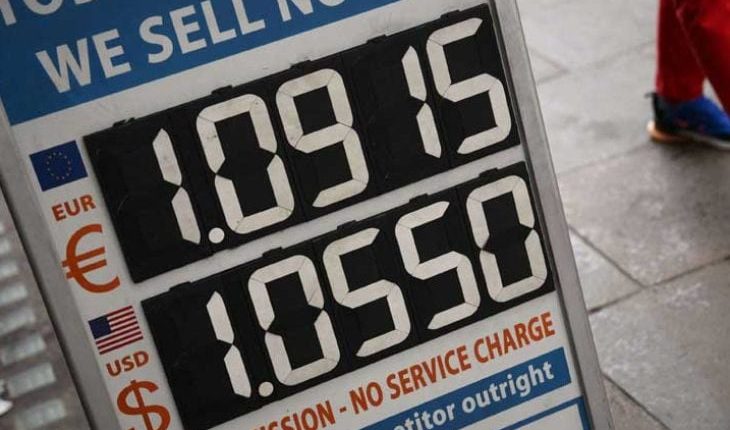 WE SELL
EUR
€
1.0915
USD
$
1.0550
- NO SERVICE CHARGE
outright